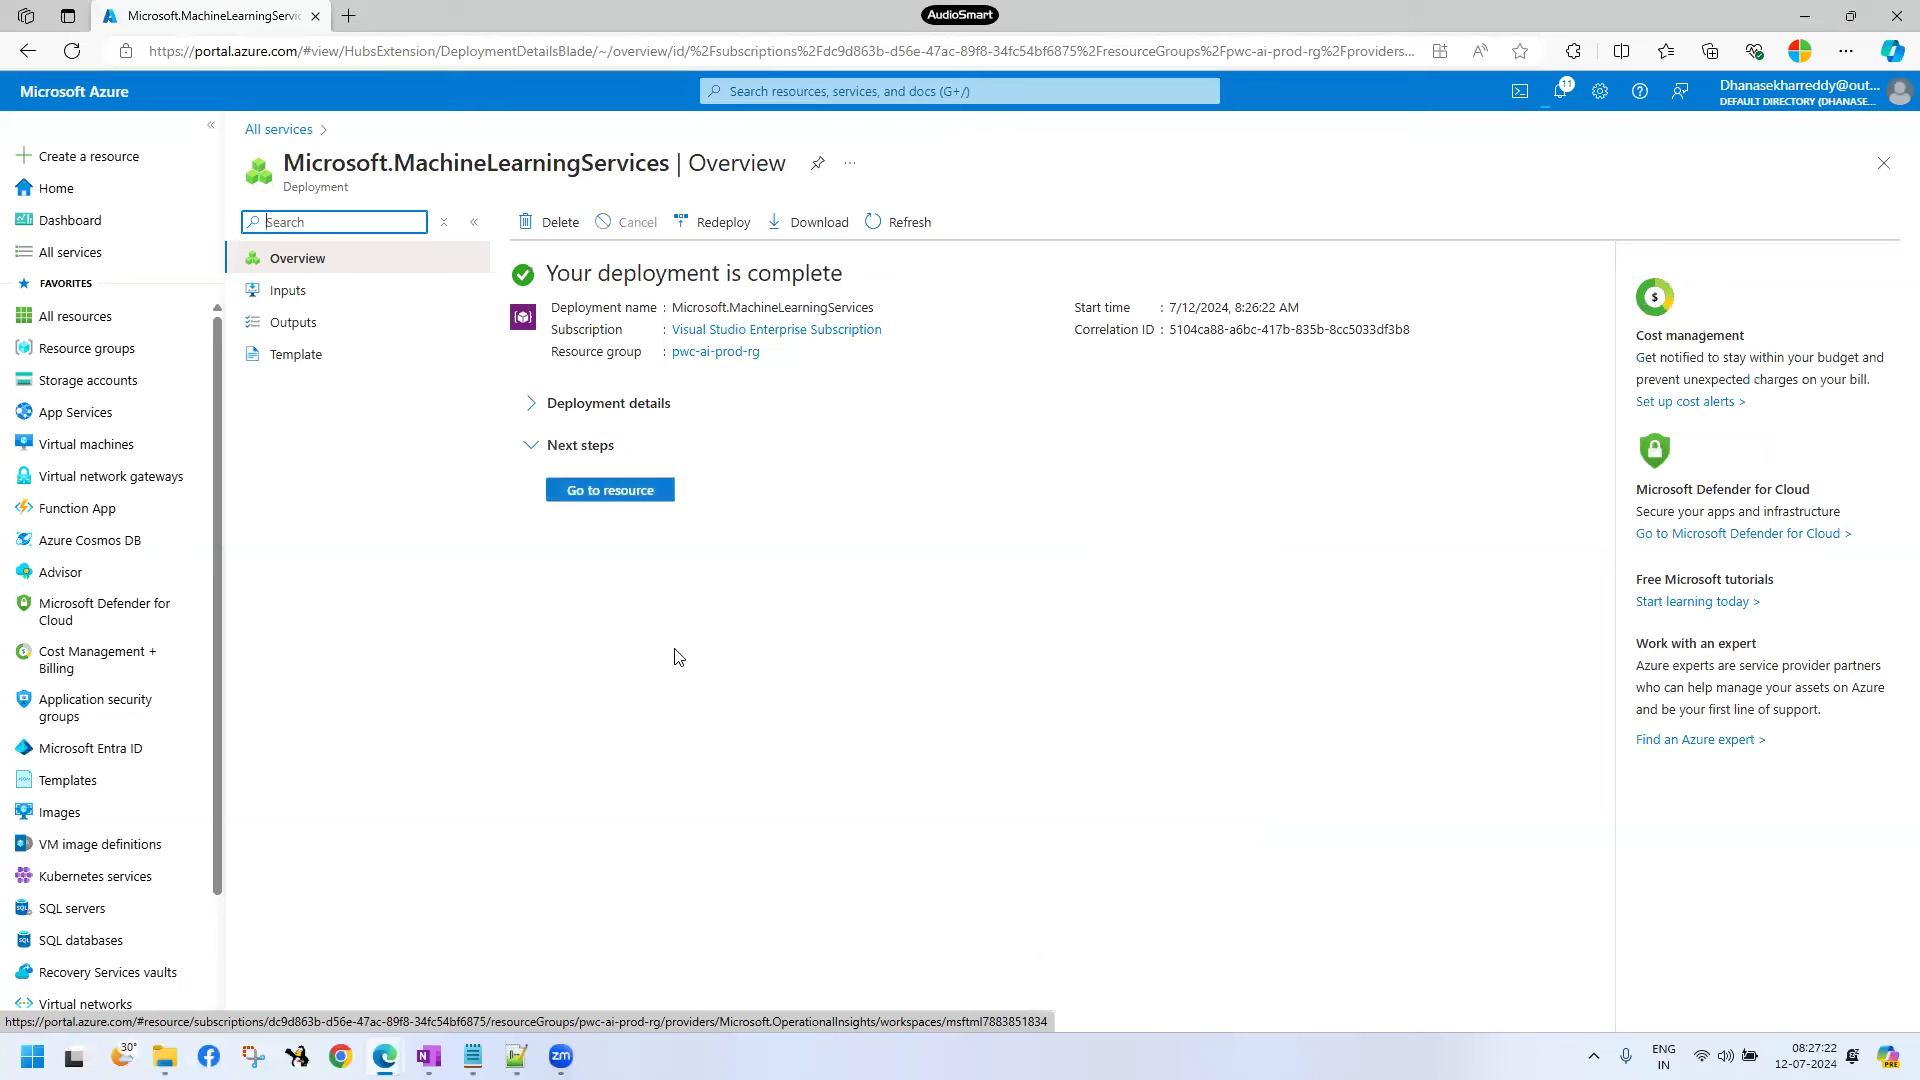 Microsoft.MachineLearningServic
AudioSmart
https://portal.azure.com/#view/HubsExtension/DeploymentDetailsBlade/~/overview/id/%2Fsubscriptions%2Fdc9d863b-d56e-47ac-89f8-34fc54bf6875%2FresourceGroups%2Fpwc-ai-prod-rg%2Fproviders...
Microsoft Azure
Search resources, services, and docs (G+/)
11
Dhanasekharreddy@out...
DEFAULT DIRECTORY (DHANASE...
All services
Microsoft.MachineLearningServices | Overview
Deployment
Create a resource
Home
Dashboard
All services
FAVORITES
All resources
Resource groups
Storage accounts
App Services
Virtual machines
Virtual network gateways
Function App
Azure Cosmos DB
Advisor
Microsoft Defender for
Cloud
Cost Management +
Billing
Application security
groups
Microsoft Entra ID
Templates
Images
VM image definitions
Kubernetes services
SQL servers
SQL databases
Recovery Services vaults
Virtual networks
Search
Overview
Inputs
Outputs
Template
Delete Cancel Redeploy Download Refresh
Your deployment is complete
Deployment name : Microsoft.MachineLearningServices
Subscription : Visual Studio Enterprise Subscription
Resource group : pwc-ai-prod-rg
Start time : 7/12/2024, 8:26:22 AM
Correlation ID : 5104ca88-a6bc-417b-835b-8cc5033df3b8
Deployment details
Next steps
Go to resource
Cost management
Get notified to stay within your budget and
prevent unexpected charges on your bill.
Set up cost alerts >
Microsoft Defender for Cloud
Secure your apps and infrastructure
Go to Microsoft Defender for Cloud >
Free Microsoft tutorials
Start learning today >
Work with an expert
Azure experts are service provider partners
who can help manage your assets on Azure
and be your first line of support.
Find an Azure expert >
https://portal.azure.com/#resource/subscriptions/dc9d863b-d56e-47ac-89f8-34fc54bf6875/resourceGroups/pwc-ai-prod-rg/providers/Microsoft.OperationalInsights/workspaces/msftml7883851834
30°
zm
ENG
IN
08:27:22
12-07-2024
PRE